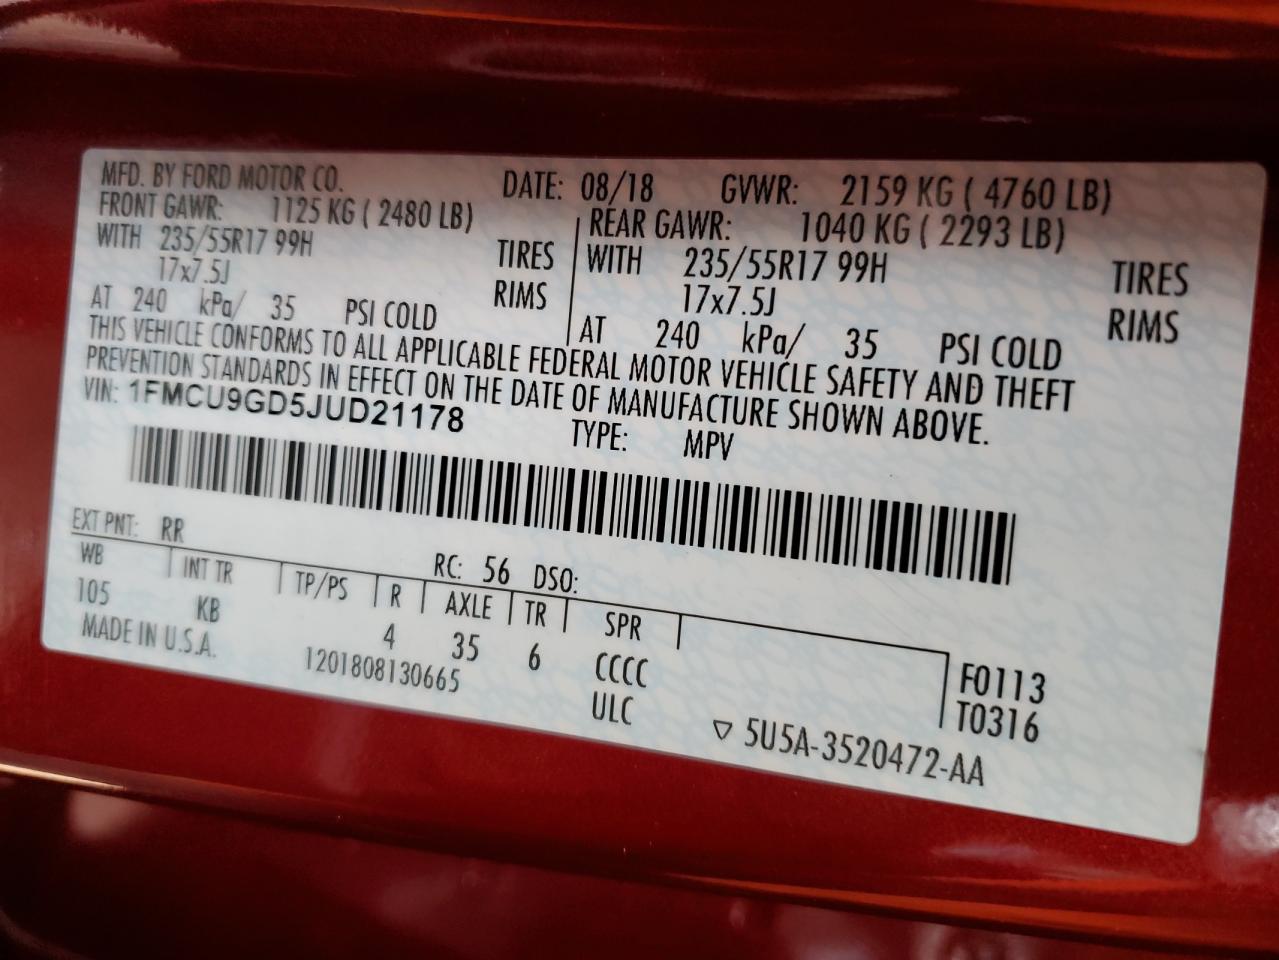 MFD. BY FORD MOTOR CO. DATE: 08/18 GVWR: 2159 KG ( 4760 LB)
FRONT GAWR: 1125 KG ( 2480 LB) REAR GAWR: 1040 KG ( 2293 LB)
WITH 235/55R17 99H TIRES WITH 235/55R17 99H TIRES
17x7.5J RIMS 17x7.5J RIMS
AT 240 kPa/ 35 PSI COLD AT 240 kPa/ 35 PSI COLD
THIS VEHICLE CONFORMS TO ALL APPLICABLE FEDERAL MOTOR VEHICLE SAFETY AND THEFT
PREVENTION STANDARDS IN EFFECT ON THE DATE OF MANUFACTURE SHOWN ABOVE.
VIN: 1FMCU9GD5JUD21178 TYPE: MPV
EXT PNT: RR RC: 56 DSO:
WB INT TR TP/PS R AXLE TR SPR
105 KB 4 35 6 CCCC F0113
MADE IN U.S.A. 1201808130665 ULC T0316
▽ 5U5A-3520472-AA